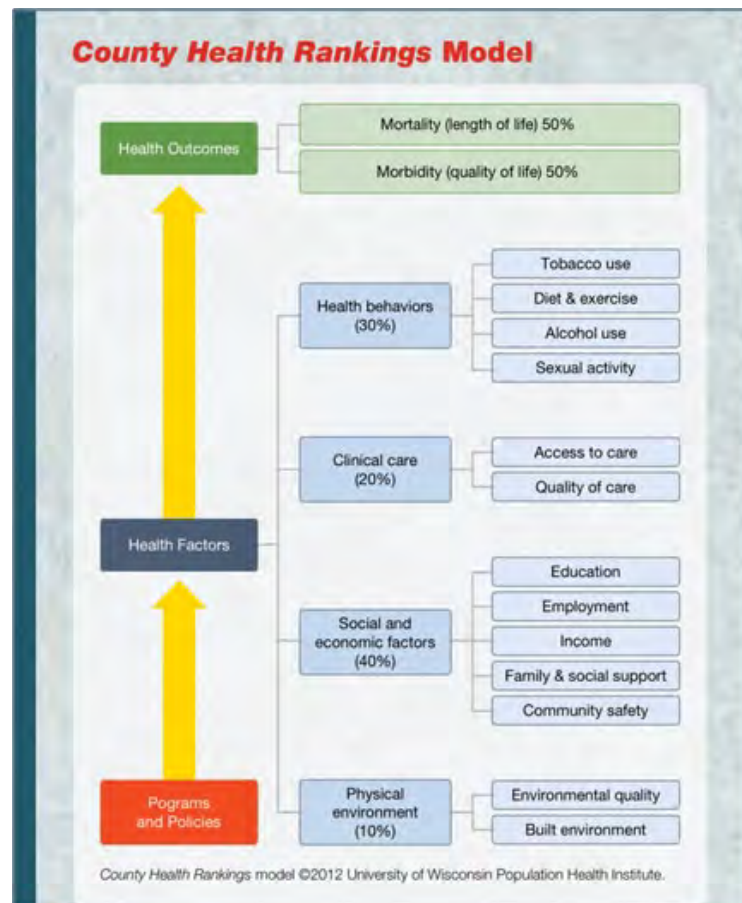 County Health Rankings Model
Health Outcomes
Mortality (length of life) 50%
Morbidity (quality of life) 50%
Health behaviors
(30%)
Tobacco use
Diet & exercise
Alcohol use
Sexual activity
Clinical care
(20%)
Access to care
Quality of care
Health Factors
Social and
economic factors
(40%)
Education
Employment
Income
Family & social support
Community safety
Pograms
and Policies
Physical
environment
(10%)
Environmental quality
Built environment
County Health Rankings model ©2012 University of Wisconsin Population Health Institute.